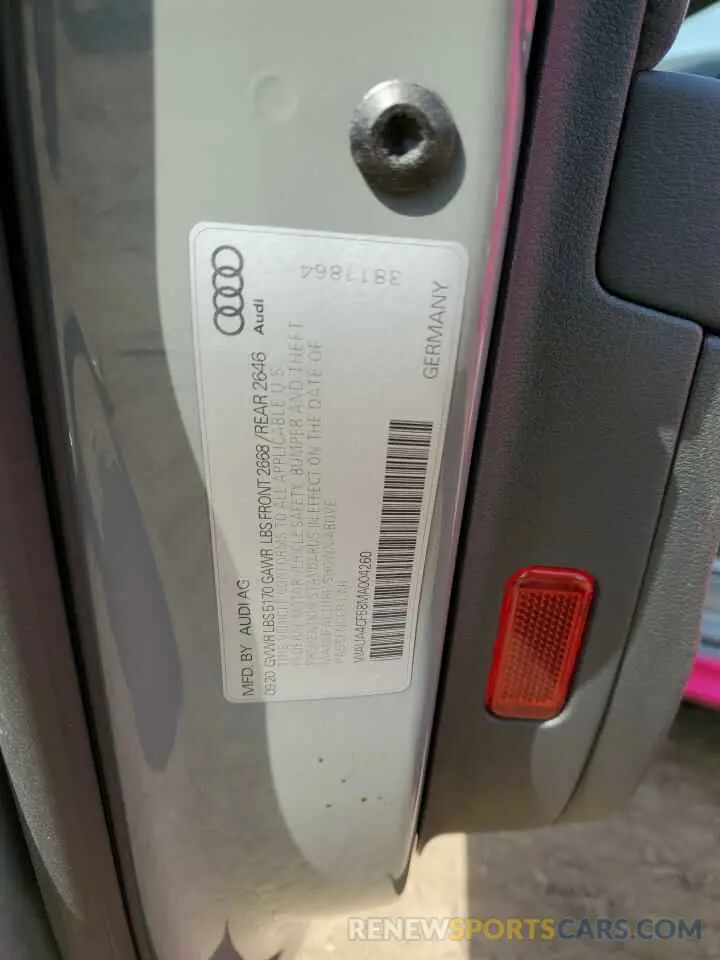 3811864
Audi
MFD. BY AUDI AG
GERMANY
09.20 GVWR LBS 5170 GAWR LBS: FRONT 2668 / REAR 2646
THIS VEHICLE CONFORMS TO ALL APPLICABLE U.S.
FEDERAL MOTOR VEHICLE SAFETY, BUMPER AND THEFT
PREVENTION STANDARDS IN EFFECT ON THE DATE OF
MANUFACTURE SHOWN ABOVE
WAUAACF58MA004260
RENEWSPORTSCARS.COM